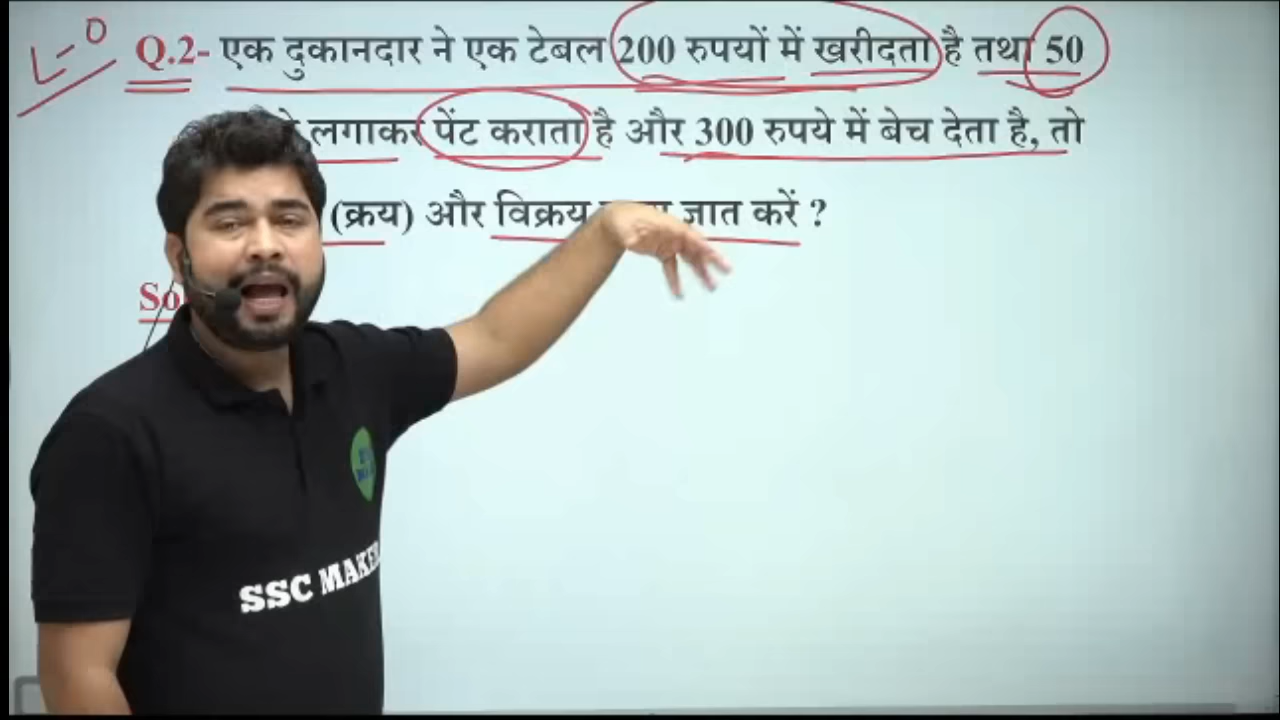 L-0
Q.2- एक दुकानदार ने एक टेबल 200 रुपयों में खरीदता है तथा 50
लगाकर पेंट कराता है और 300 रुपये में बेच देता है, तो
(क्रय) और विक्रय ज्ञात करें ?
So
SSC MAKER